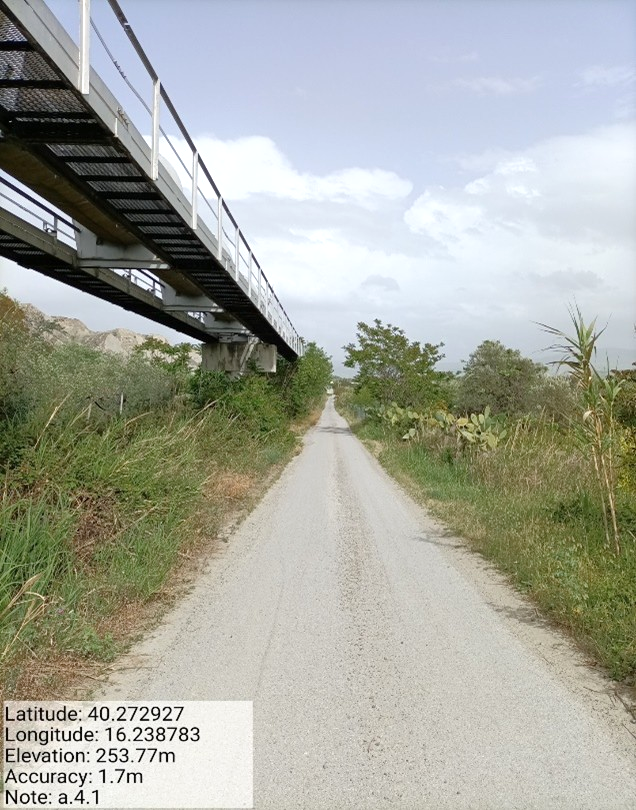 Latitude: 40.272927
Longitude: 16.238783
Elevation: 253.77m
Accuracy: 1.7m
Note: a.4.1